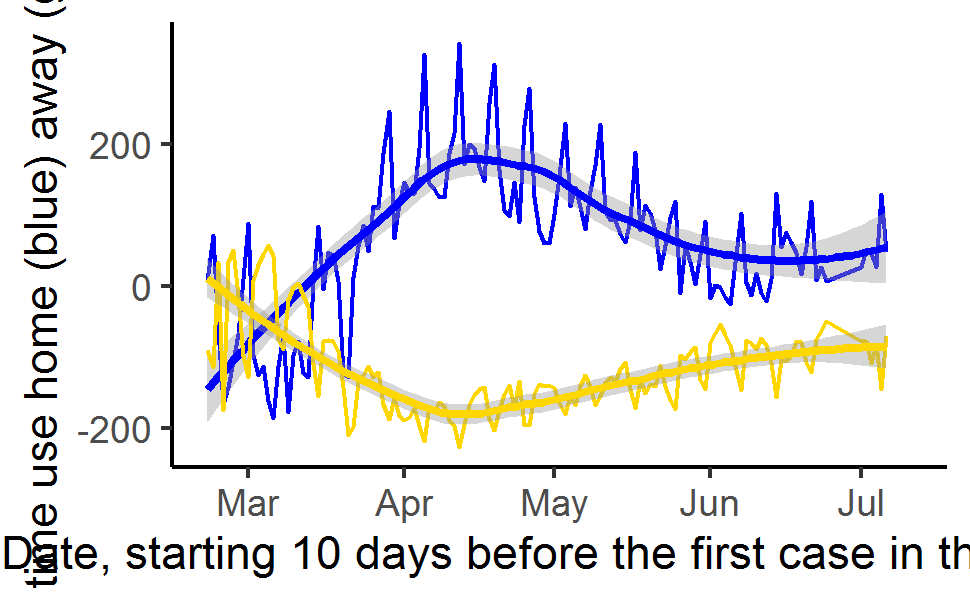 time use home (blue) away (
200
0
-200
Mar Apr May Jun Jul
Date, starting 10 days before the first case in th